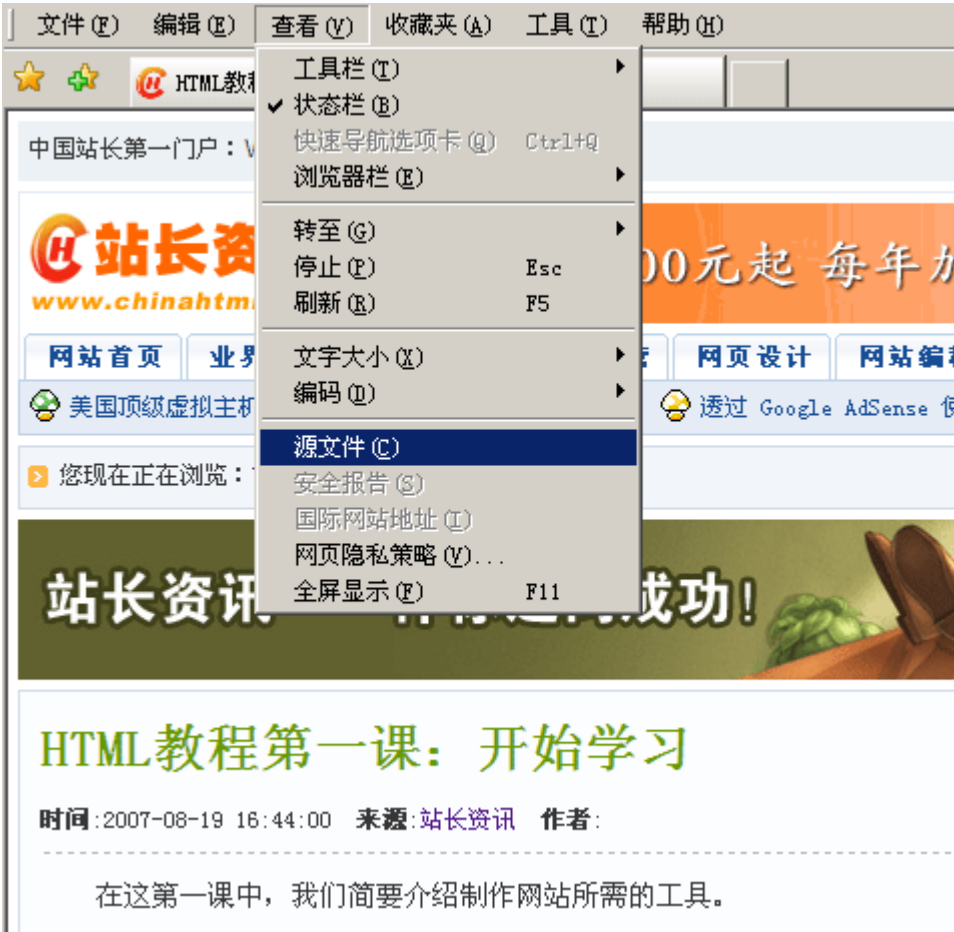 文件(F) 编辑(E) 查看(V) 收藏夹(A) 工具(T) 帮助(H)
HTML教
工具栏(T)
状态栏(B)
快速导航选项卡(Q) Ctrl+Q
浏览器栏(E)
转至(G)
停止(P) Esc
刷新(R) F5
文字大小(X)
编码(D)
源文件(C)
安全报告(S)
国际网站地址(I)
网页隐私策略(V)...
全屏显示(F) F11
中国站长第一门户：
站长资
www.chinahtm
00元起 每年
网站首页 业 网页设计 网站编
美国顶级虚拟主机 透过 Google AdSense
您现在正在浏览：
站长资讯 成功!
HTML教程第一课：开始学习
时间:2007-08-19 16:44:00 来源:站长资讯 作者:
在这第一课中，我们简要介绍制作网站所需的工具。